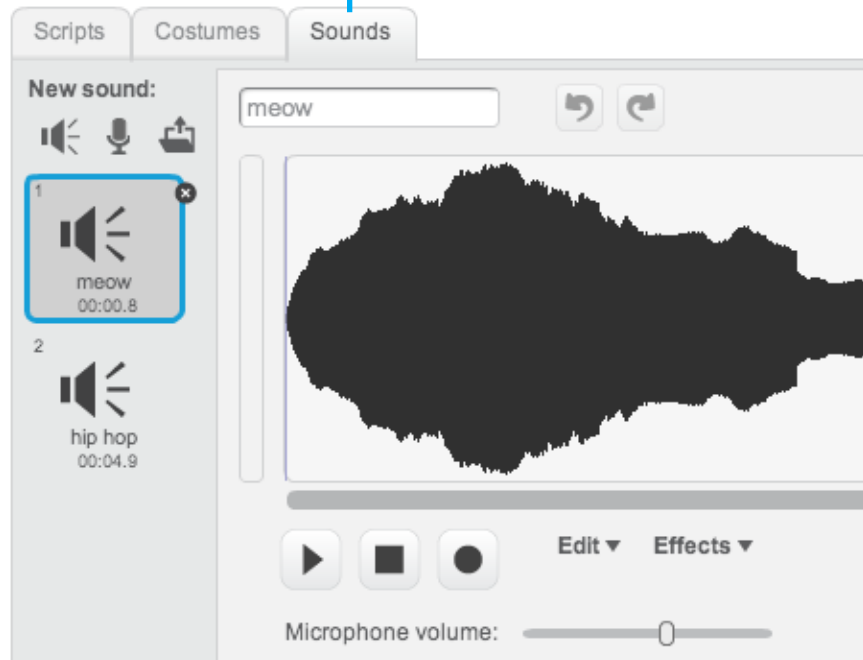 Scripts Costumes Sounds
New sound:
meow
1
meow
00:00.8
2
hip hop
00:04.9
Edit ▼ Effects ▼
Microphone volume: